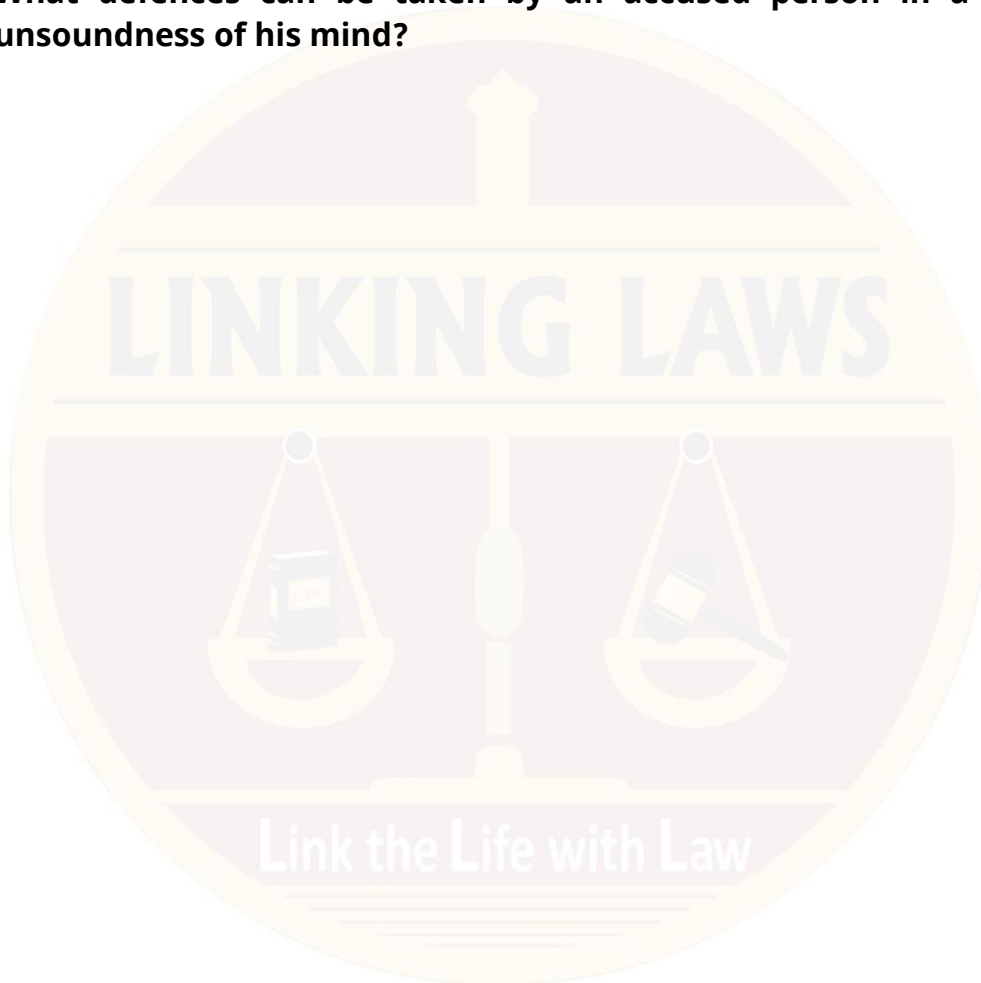 What defences can be taken by an accused person in a
unsoundness of his mind?
LINKING LAWS
LAW
Link the Life with Law